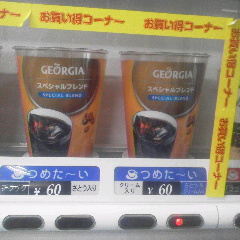 お買い得コーナー お買い得コーナー
お買い得コーナー
GEORGIA
スペシャルブレンド
SPECIAL BLEND
GEORGIA
スペシャルブレンド
SPECIAL BLEND
つめた〜い
¥60
さとう入り
つめた〜い
クリーム入り
¥60